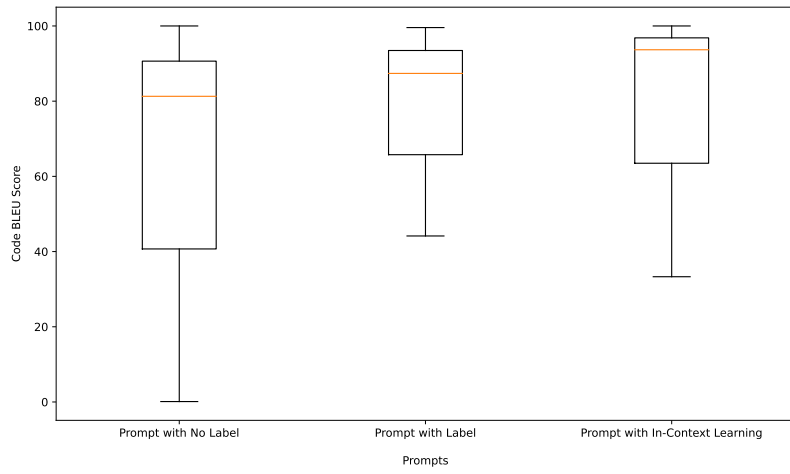 100
80
60
40
20
0
Code BLEU Score
Prompt with No Label
Prompt with Label
Prompt with In-Context Learning
Prompts